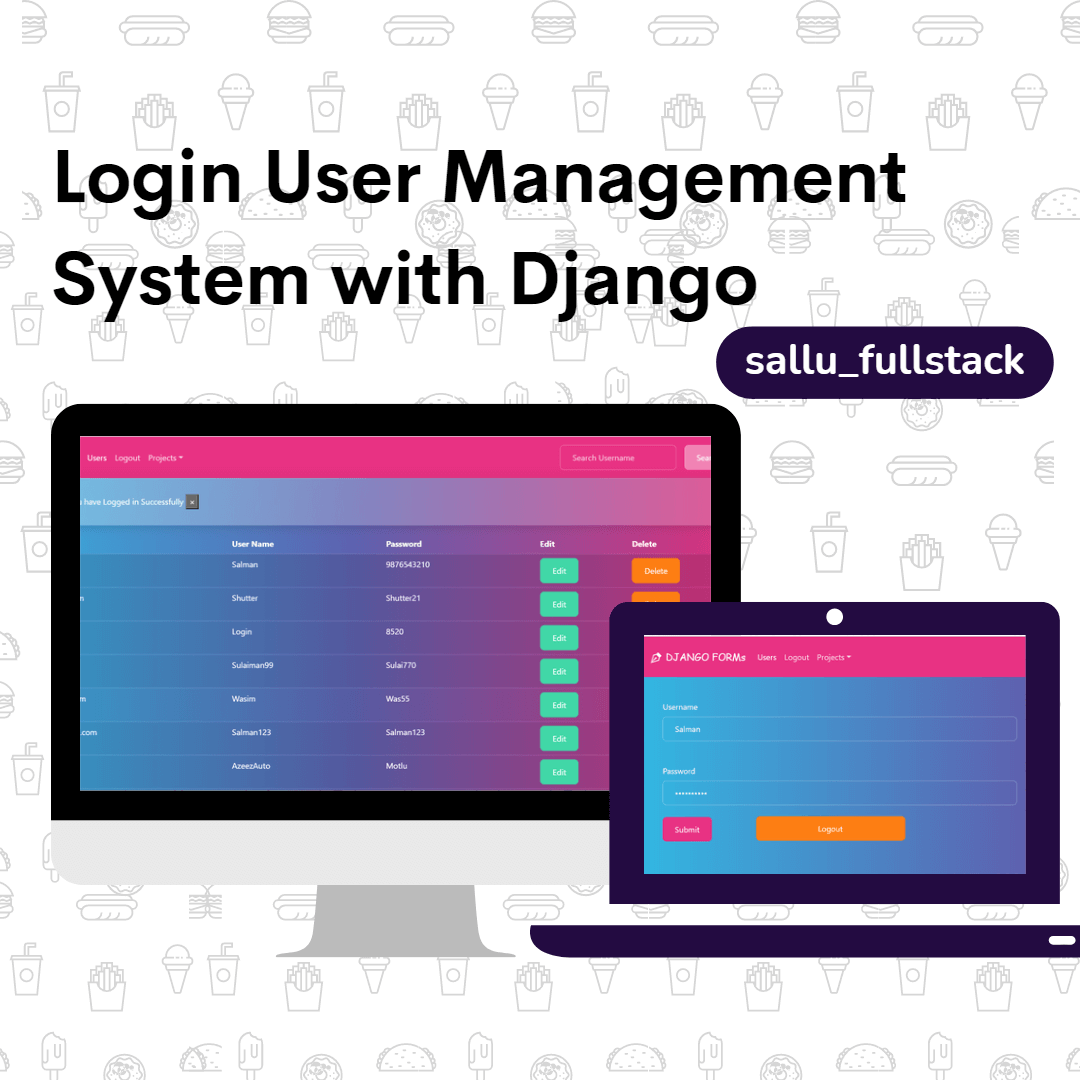 Login User Management
System with Django
sallu_fullstack
Users Logout Projects Search Username
have Logged in Successfully ×
User Name Password Edit Delete
Salman 9876543210 Edit Delete
Shutter Shutter21 Edit
Login 8520 Edit
Sulaiman99 Sulai770 Edit
Wasim Was55 Edit
.com Salman123 Salman123 Edit
AzeezAuto Motlu Edit
DJANGO FORMs Users Logout Projects
Username
Salman
Password
••••••••••
Submit Logout